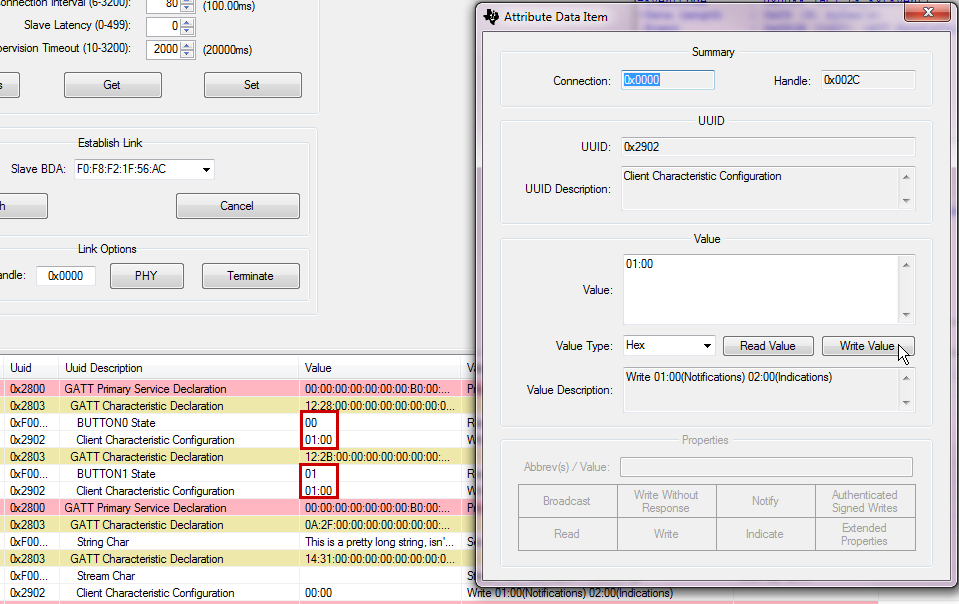 Connection Interval (6-3200): 80 (100.00ms)
Slave Latency (0-499): 0
pervision Timeout (10-3200): 2000 (20000ms)
s Get Set
Establish Link
Slave BDA: F0:F8:F2:1F:56:AC
h Cancel
Link Options
andle: 0x0000 PHY Terminate
Uuid Uuid Description Value
0x2800 GATT Primary Service Declaration 00:00:00:00:00:00:00:B0:00:...
0x2803 GATT Characteristic Declaration 12:28:00:00:00:00:00:00:0...
0xF00... BUTTON0 State 00
0x2902 Client Characteristic Configuration 01:00
0x2803 GATT Characteristic Declaration 12:2B:00:00:00:00:00:00:...
0xF00... BUTTON1 State 01
0x2902 Client Characteristic Configuration 01:00
0x2800 GATT Primary Service Declaration 00:00:00:00:00:00:00:B0:00:...
0x2803 GATT Characteristic Declaration 0A:2F:00:00:00:00:00:00:...
0xF00... String Char This is a pretty long string, isn'...
0x2803 GATT Characteristic Declaration 14:31:00:00:00:00:00:00:0...
0xF00... Stream Char
0x2902 Client Characteristic Configuration 00:00 Write 01:00(Notifications) 02:00(Indications)
Attribute Data Item
Summary
Connection: 0x0000 Handle: 0x002C
UUID
UUID: 0x2902
UUID Description: Client Characteristic Configuration
Value
Value: 01:00
Value Type: Hex Read Value Write Value
Value Description: Write 01:00(Notifications) 02:00(Indications)
Properties
Abbrev(s) / Value:
Broadcast Write Without Response Notify Authenticated Signed Writes
Read Write Indicate Extended Properties